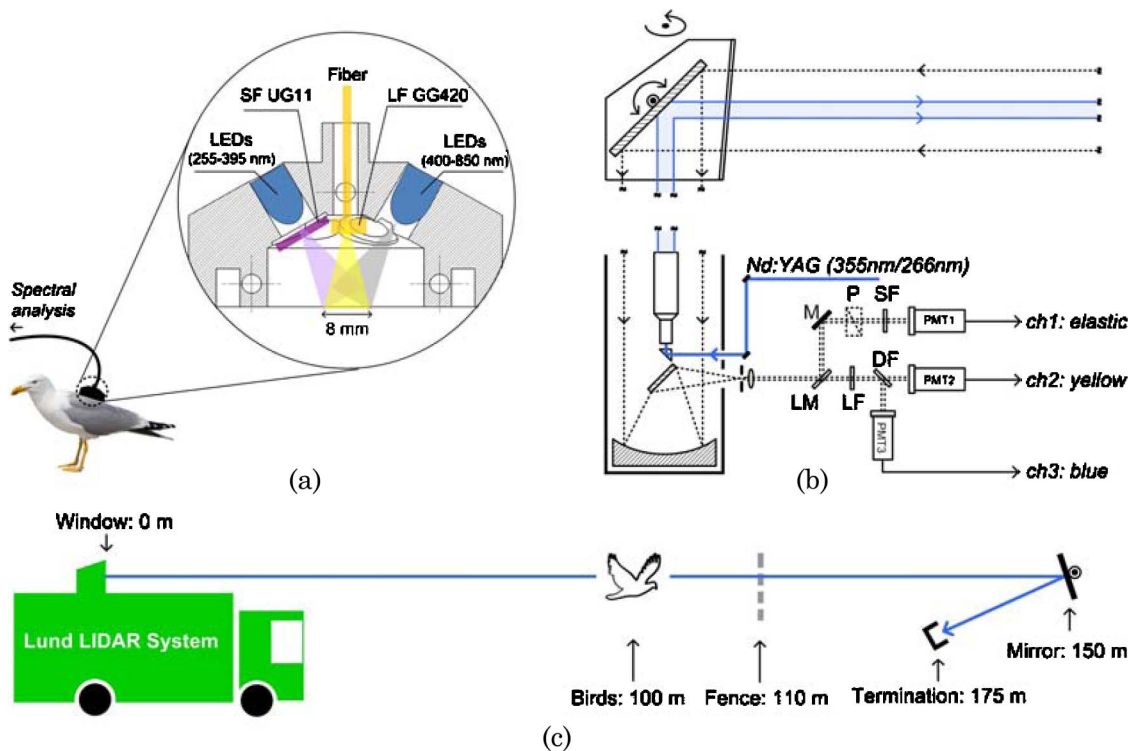 Fiber
SF UG11
LF GG420
LEDs
(255-395 nm)
LEDs
(400-850 nm)
8 mm
Spectral
analysis
(a)
Nd:YAG (355nm/266nm)
M
P
SF
PMT1
ch1: elastic
DF
PMT2
ch2: yellow
LM
LF
PMT3
ch3: blue
(b)
Window: 0 m
Lund LIDAR System
Birds: 100 m
Fence: 110 m
Termination: 175 m
Mirror: 150 m
(c)